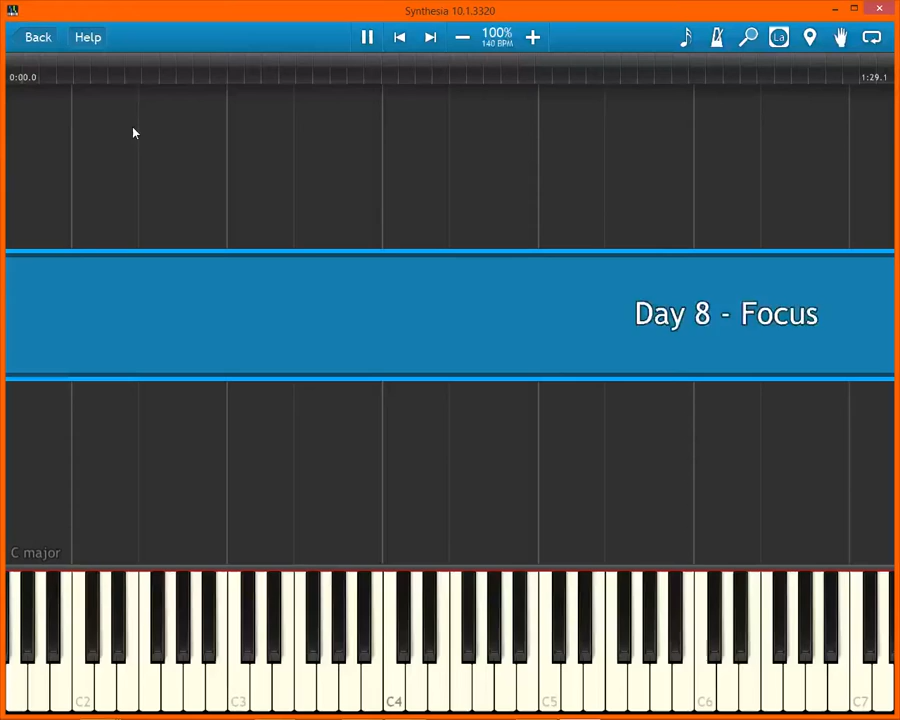 Synthesia 10.1.3320
Back Help 100% La
140 BPM
0:00.0 1:29.1
Day 8 - Focus
C major
C2 C3 C4 C5 C6 C7